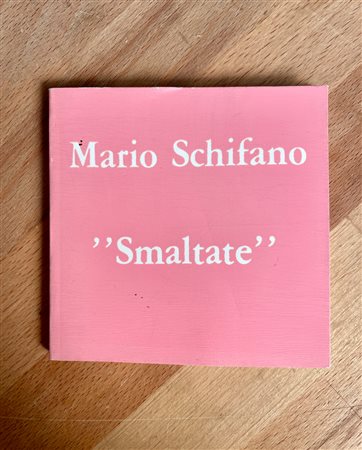 Mario Schifano
’’Smaltate’’